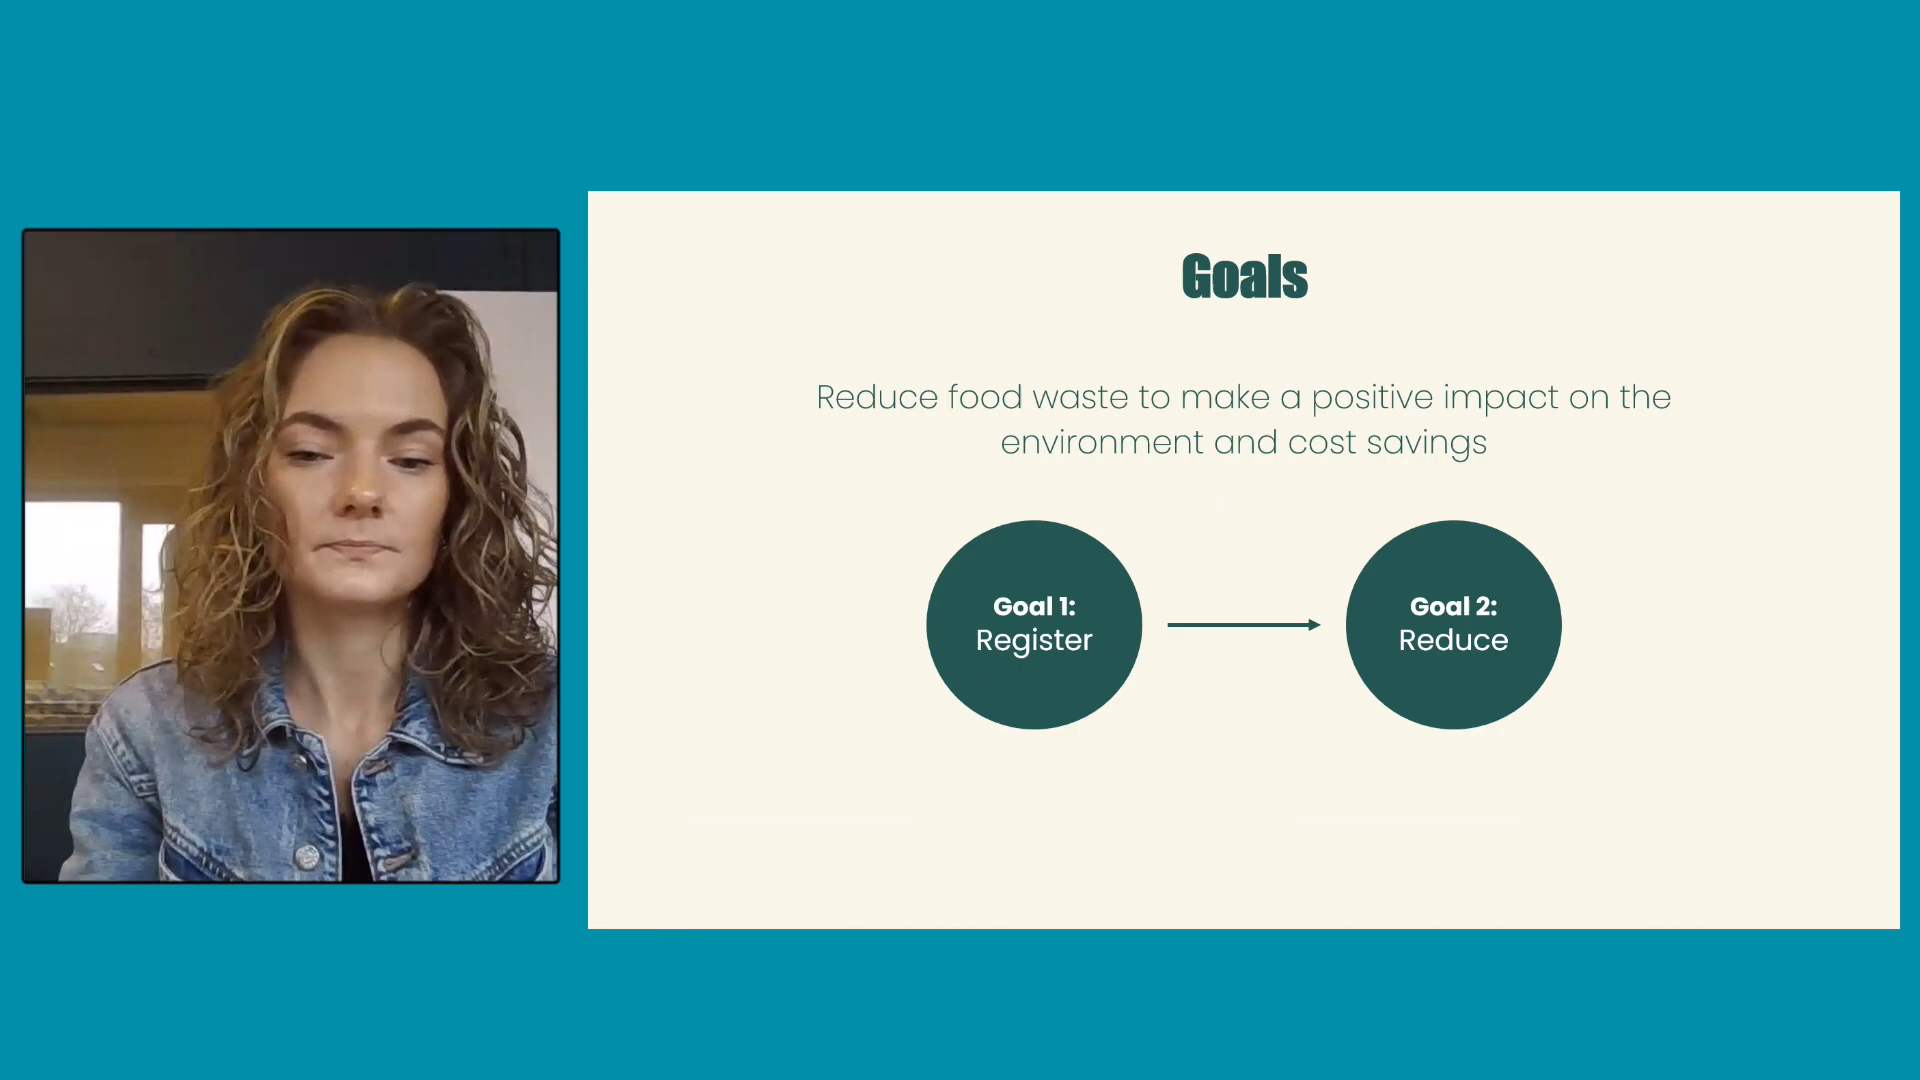 Goals
Reduce food waste to make a positive impact on the
environment and cost savings
Goal 1:
Register
Goal 2:
Reduce